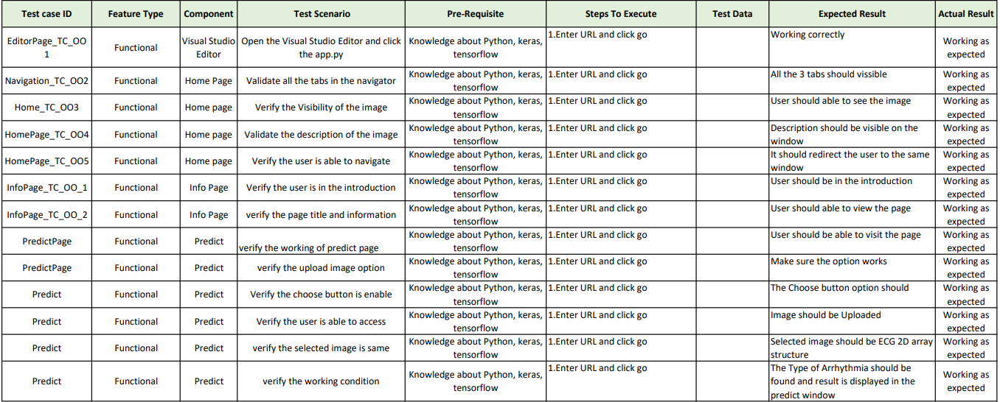 Test case ID Feature Type Component Test Scenario Pre-Requisite Steps To Execute Test Data Expected Result Actual Result
EditorPage_TC_OO
1
Functional
Visual Studio
Editor
Open the Visual Studio Editor and click
the app.py
Knowledge about Python, keras,
tensorflow
1.Enter URL and click go
Working correctly
Working as
expected
Navigation_TC_OO2
Functional
Home Page
Validate all the tabs in the navigator
Knowledge about Python, keras,
tensorflow
1.Enter URL and click go
All the 3 tabs should vissible
Working as
expected
Home_TC_OO3
Functional
Home page
Verify the Visibility of the image
Knowledge about Python, keras,
tensorflow
1.Enter URL and click go
User should able to see the image
Working as
expected
HomePage_TC_OO4
Functional
Home page
Validate the description of the image
Knowledge about Python, keras,
tensorflow
1.Enter URL and click go
Description should be visible on the
window
Working as
expected
HomePage_TC_OO5
Functional
Home page
Verify the user is able to navigate
Knowledge about Python, keras,
tensorflow
1.Enter URL and click go
It should redirect the user to the same
window
Working as
expected
InfoPage_TC_OO_1
Functional
Info Page
Verify the user is in the introduction
Knowledge about Python, keras,
tensorflow
1.Enter URL and click go
User should be in the introduction
Working as
expected
InfoPage_TC_OO_2
Functional
Info Page
verify the page title and information
Knowledge about Python, keras,
tensorflow
1.Enter URL and click go
User should able to view the page
Working as
expected
PredictPage
Functional
Predict
verify the working of predict page
Knowledge about Python, keras,
tensorflow
1.Enter URL and click go
User should be able to visit the page
Working as
expected
PredictPage
Functional
Predict
verify the upload image option
Knowledge about Python, keras,
tensorflow
1.Enter URL and click go
Make sure the option works
Working as
expected
Predict
Functional
Predict
Verify the choose button is enable
Knowledge about Python, keras,
tensorflow
1.Enter URL and click go
The Choose button option should
Working as
expected
Predict
Functional
Predict
Verify the user is able to access
Knowledge about Python, keras,
tensorflow
1.Enter URL and click go
Image should be Uploaded
Working as
expected
Predict
Functional
Predict
verify the selected image is same
Knowledge about Python, keras,
tensorflow
1.Enter URL and click go
Selected image should be ECG 2D array
structure
Working as
expected
Predict
Functional
Predict
verify the working condition
Knowledge about Python, keras,
tensorflow
1.Enter URL and click go
The Type of Arrhythmia should be
found and result is displayed in the
predict window
Working as
expected